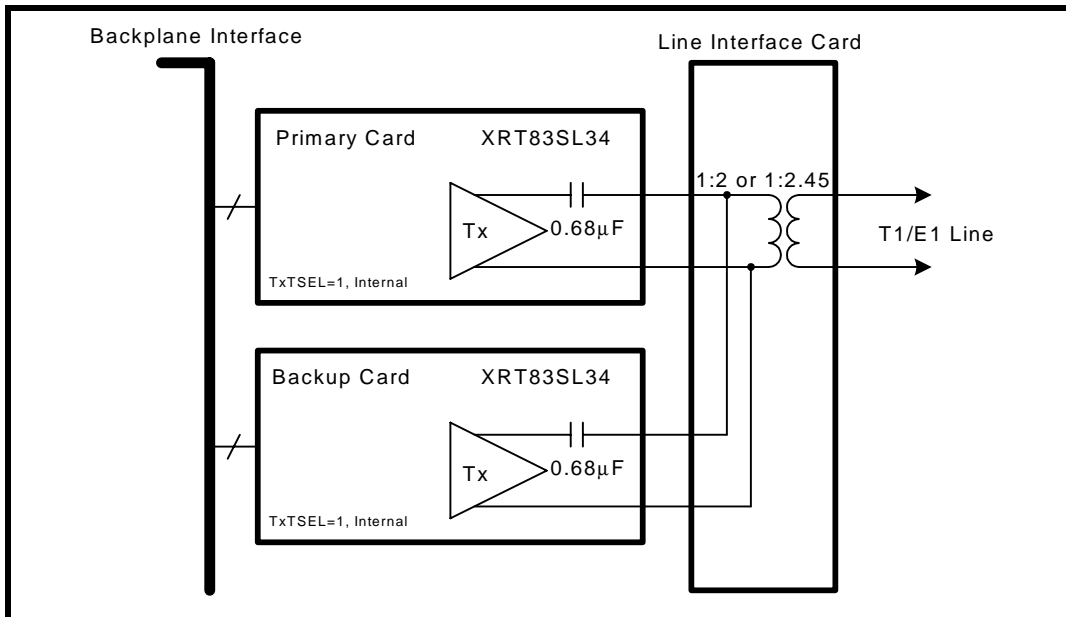 Backplane Interface
Line Interface Card
Primary Card XRT83SL34
1:2 or 1:2.45
Tx
0.68μF
T1/E1 Line
TxTSEL=1, Internal
Backup Card XRT83SL34
Tx
0.68μF
TxTSEL=1, Internal